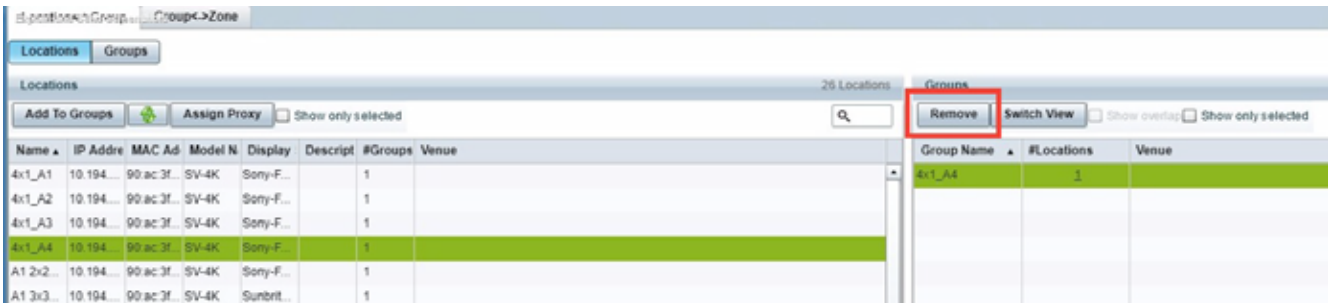 Group<->Zone
Locations Groups
Locations 26 Locations Groups
Add To Groups Assign Proxy Show only selected Remove Switch View Show overlap Show only selected
Name IP Addre MAC Ad Model N Display Descript #Groups Venue Group Name #Locations Venue
4x1_A1 10.194.... 90:ac:3f... SV-4K Sony-F... 1 4x1_A4 1
4x1_A2 10.194.... 90:ac:3f... SV-4K Sony-F... 1
4x1_A3 10.194.... 90:ac:3f... SV-4K Sony-F... 1
4x1_A4 10.194.... 90:ac:3f... SV-4K Sony-F... 1
A1 2x2... 10.194.... 90:ac:3f... SV-4K Sony-F... 1
A1 3x3... 10.194.... 90:ac:3f... SV-4K Sunbrit... 1